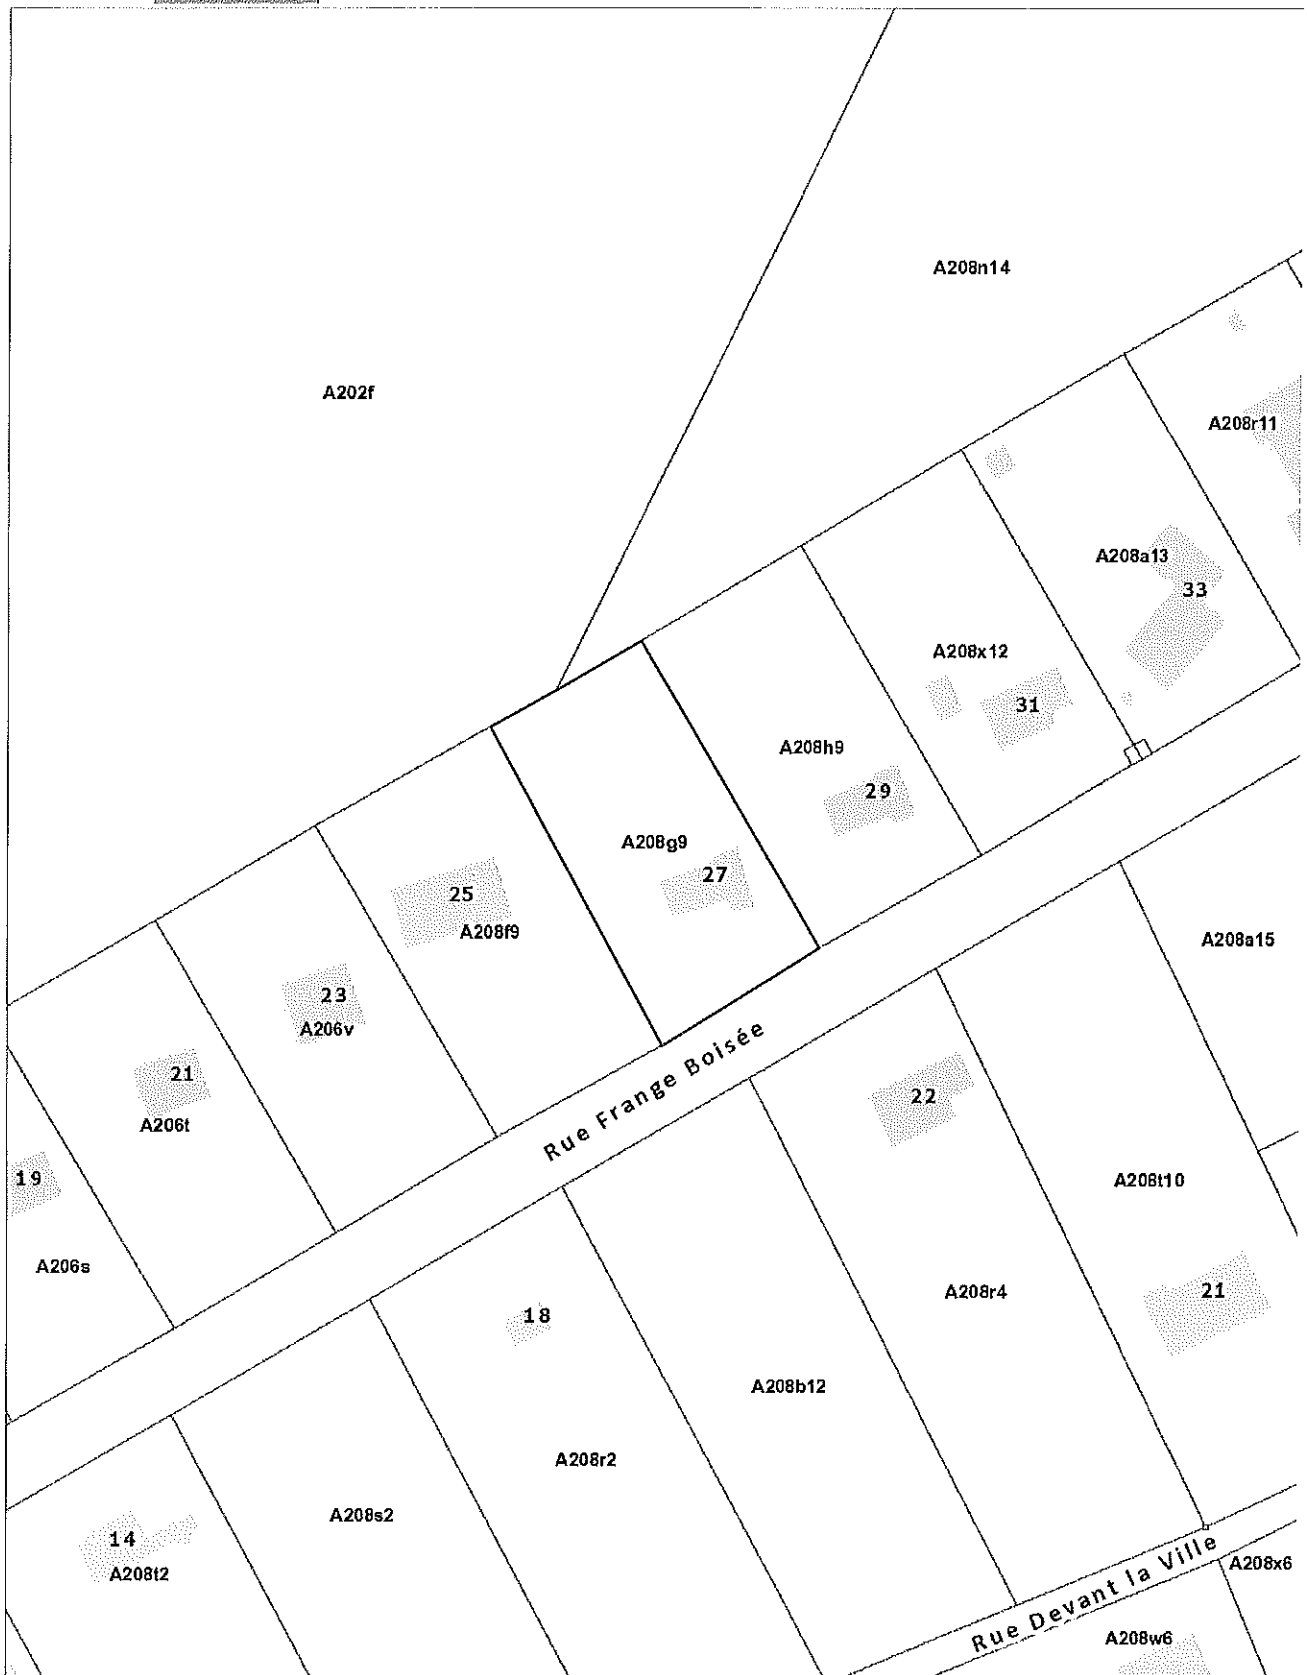 A208n14
A202f
A208r11
A208a13
33
A208x12
31
A208h9
29
A208g9
27
25
A208f9
A208a15
23
A206v
21
A206t
Rue Frange Boisée
22
19
A208t10
A206s
A208r4
21
18
A208b12
A208r2
A208s2
14
A208t2
Rue Devant la Ville
A208x6
A208w6